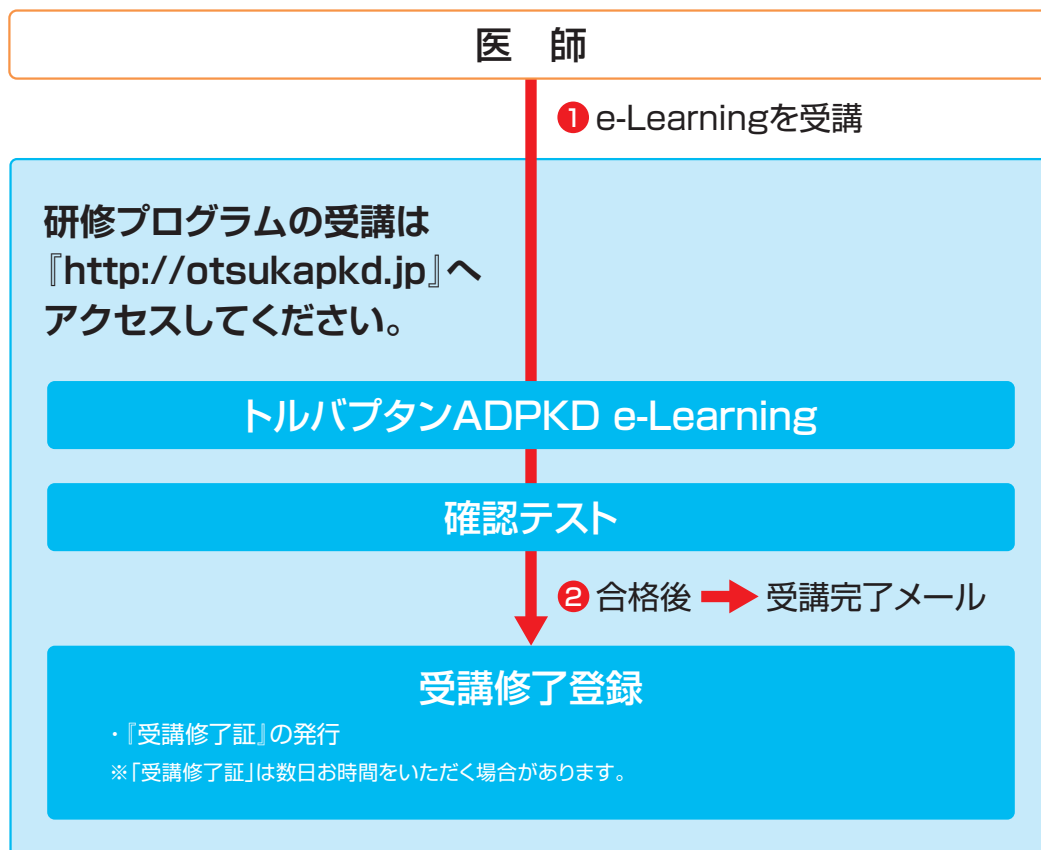 医 師
❶ e-Learningを受講
研修プログラムの受講は
『http://otsukapkd.jp』へ
アクセスしてください。
トルバプタンADPKD e-Learning
確認テスト
❷ 合格後 受講完了メール
受講修了登録
・『受講修了証』の発行
※「受講修了証」は数日お時間をいただく場合があります。